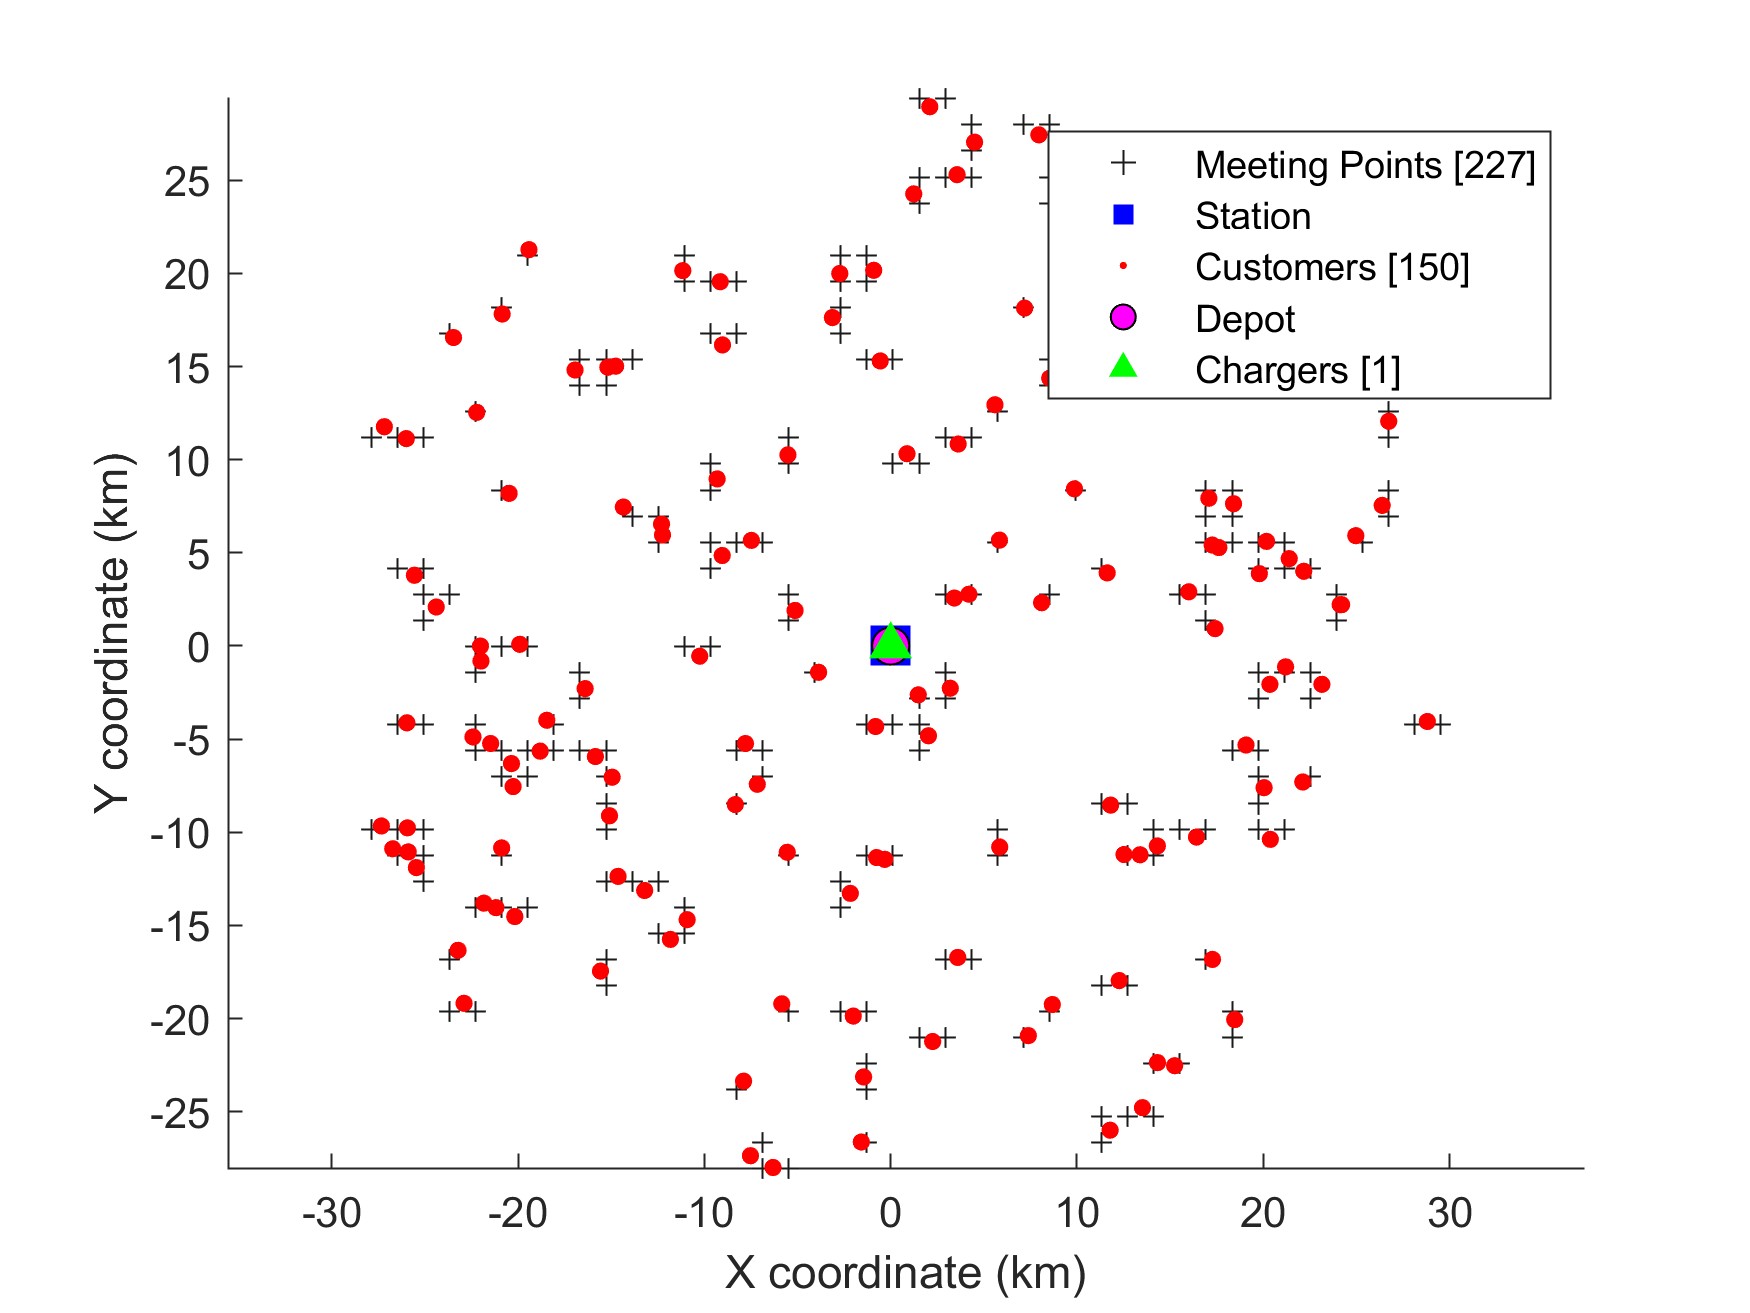 Meeting Points [227]
Station
Customers [150]
Depot
Chargers [1]
25
20
15
10
5
0
-5
-10
-15
-20
-25
Y coordinate (km)
-30 -20 -10 0 10 20 30
X coordinate (km)